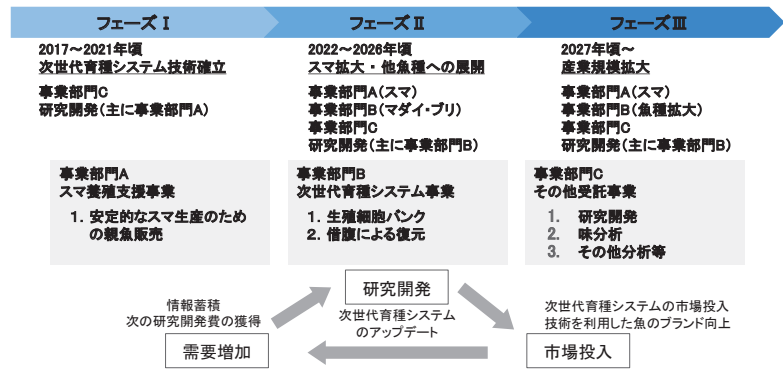 フェーズⅠ
フェーズⅡ
フェーズⅢ
2017～2021年頃
次世代育種システム技術確立
事業部門C
研究開発(主に事業部門A)
2022～2026年頃
スマ拡大・他魚種への展開
事業部門A(スマ)
事業部門B(マダイ・ブリ)
事業部門C
研究開発(主に事業部門B)
2027年頃～
産業規模拡大
事業部門A(スマ)
事業部門B(魚種拡大)
事業部門C
研究開発(主に事業部門B)
事業部門A
スマ養殖支援事業
1. 安定的なスマ生産のため
の親魚販売
事業部門B
次世代育種システム事業
1. 生殖細胞バンク
2. 借腹による復元
事業部門C
その他受託事業
1. 研究開発
2. 味分析
3. その他分析等
研究開発
次世代育種システム
のアップデート
情報蓄積
次の研究開発費の獲得
需要増加
次世代育種システムの市場投入
技術を利用した魚のブランド向上
市場投入